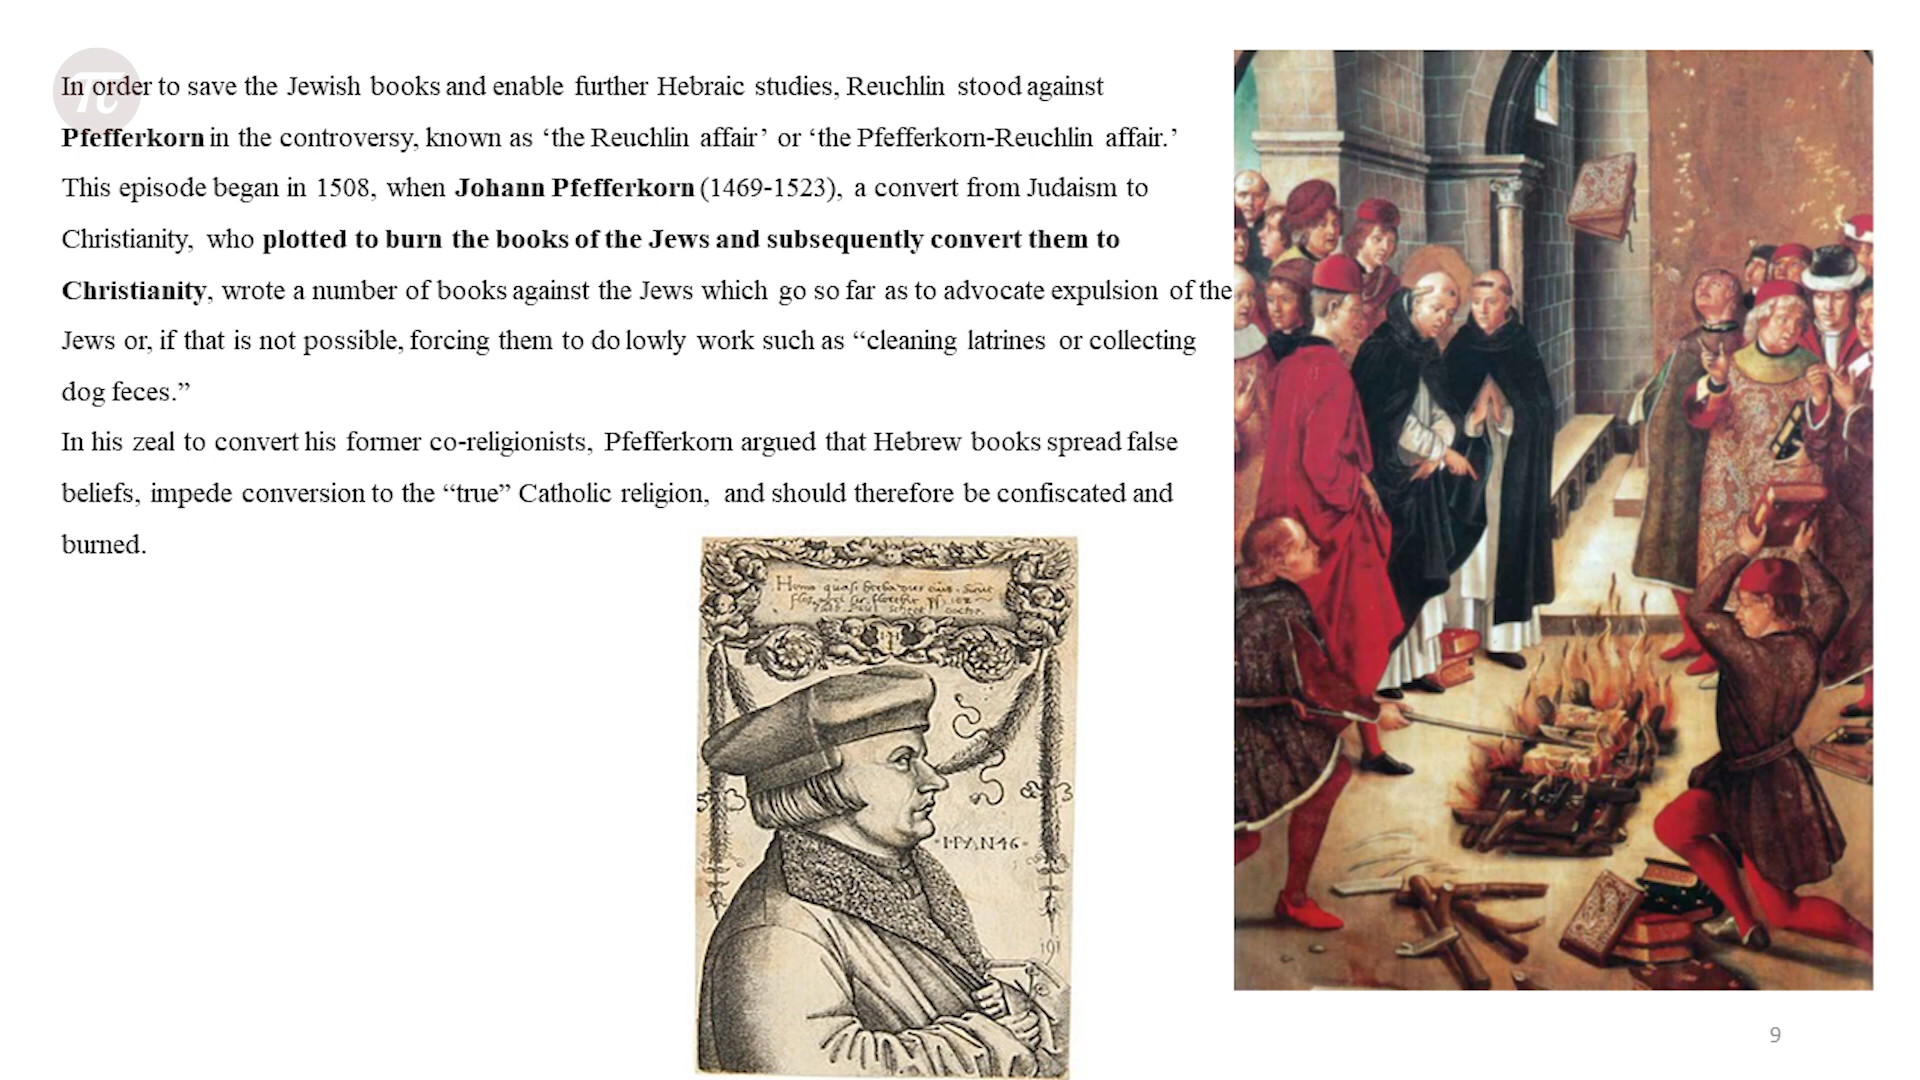 In order to save the Jewish books and enable further Hebraic studies, Reuchlin stood against
Pfefferkorn in the controversy, known as ‘the Reuchlin affair’ or ‘the Pfefferkorn-Reuchlin affair.’
This episode began in 1508, when Johann Pfefferkorn (1469-1523), a convert from Judaism to
Christianity, who plotted to burn the books of the Jews and subsequently convert them to
Christianity, wrote a number of books against the Jews which go so far as to advocate expulsion of the
Jews or, if that is not possible, forcing them to do lowly work such as “cleaning latrines or collecting
dog feces.”
In his zeal to convert his former co-religionists, Pfefferkorn argued that Hebrew books spread false
beliefs, impede conversion to the “true” Catholic religion, and should therefore be confiscated and
burned.
Homo quasi
9